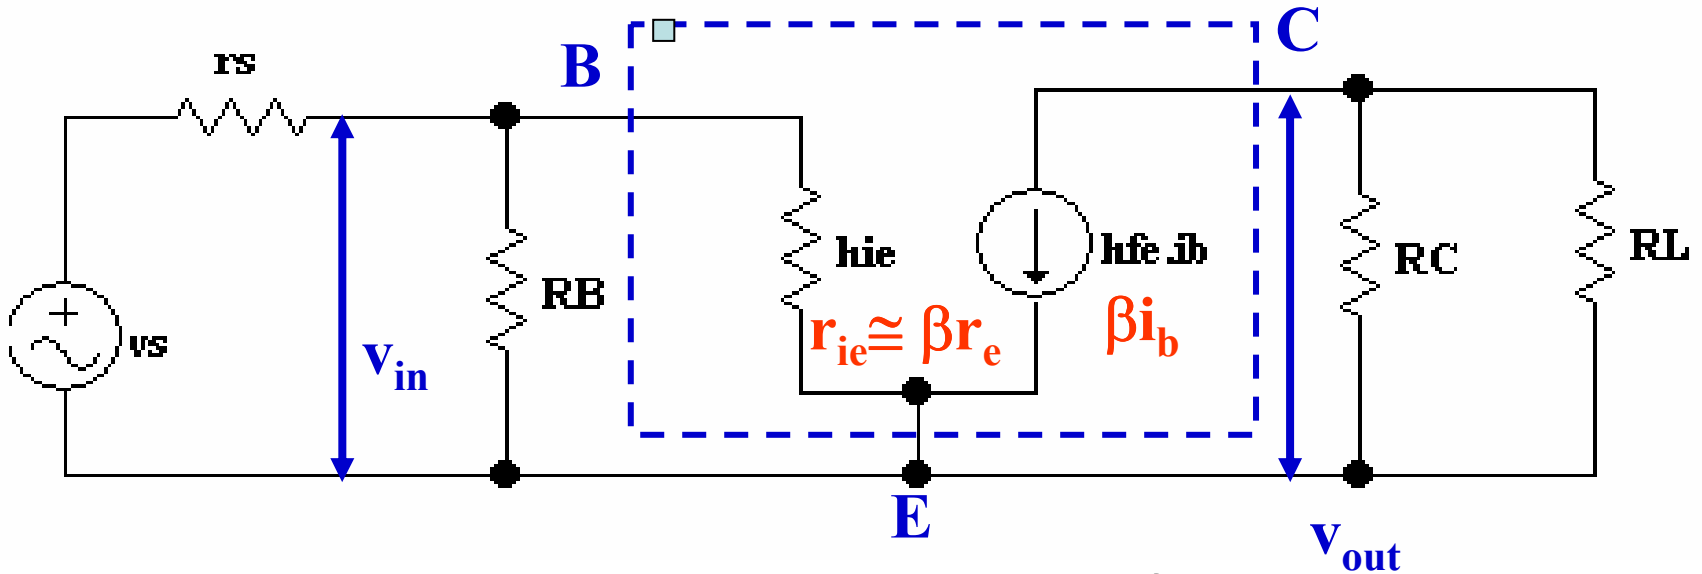 rs
B
C
vs
+
vin
RB
hie
rie≅ βre
hfe.ib
βib
RC
RL
E
vout